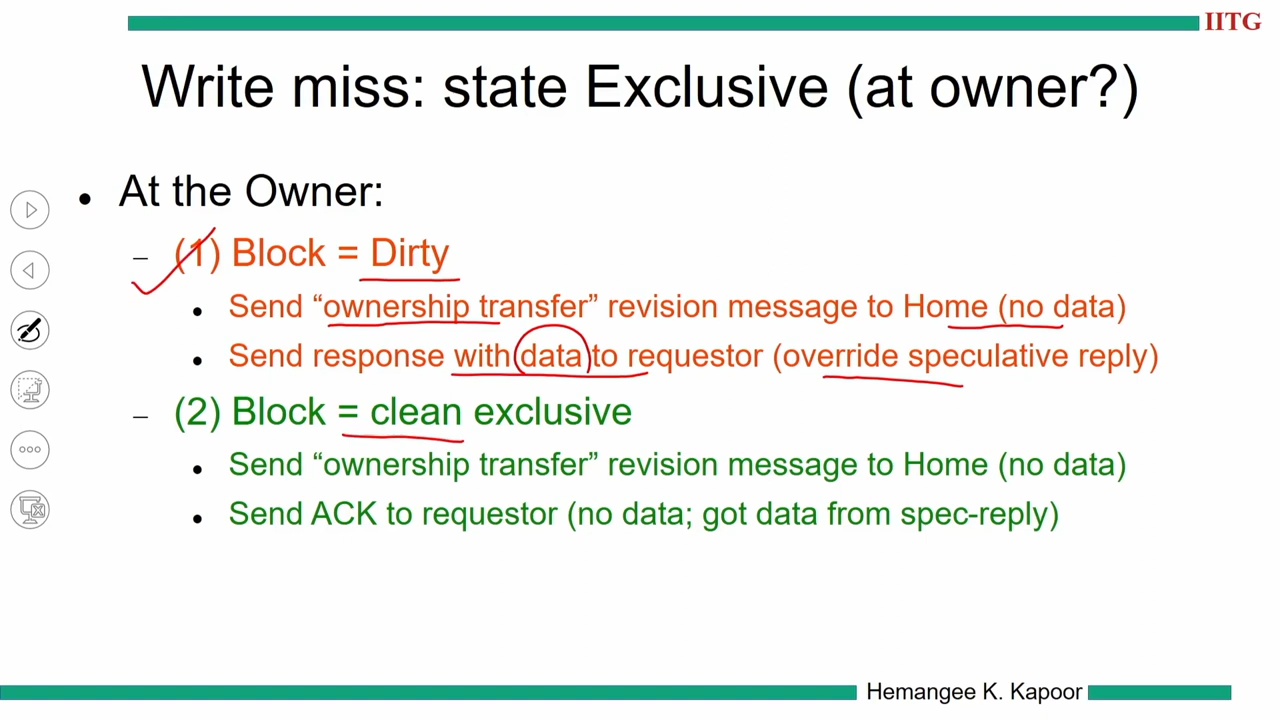 IITG
Write miss: state Exclusive (at owner?)
• At the Owner:
– (1) Block = Dirty
• Send “ownership transfer” revision message to Home (no data)
• Send response with data to requestor (override speculative reply)
– (2) Block = clean exclusive
• Send “ownership transfer” revision message to Home (no data)
• Send ACK to requestor (no data; got data from spec-reply)
Hemangee K. Kapoor